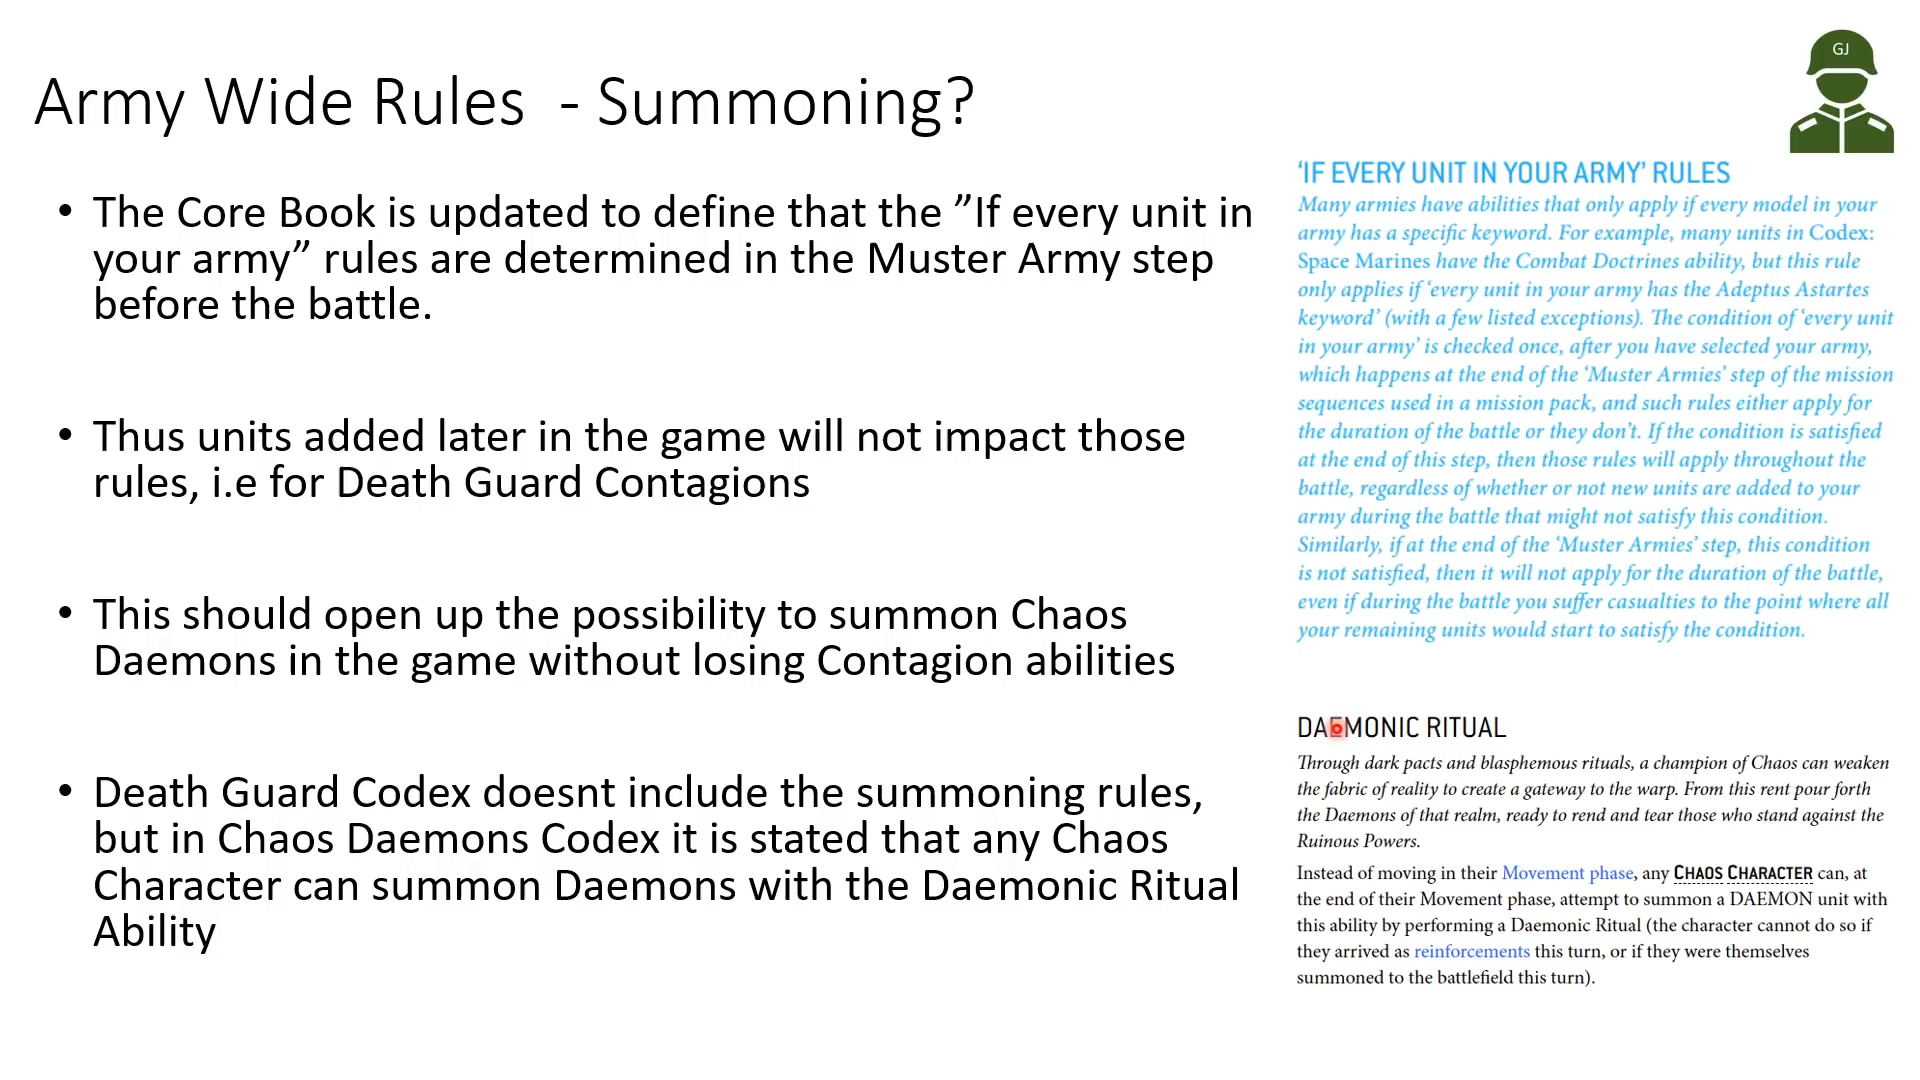 GJ
Army Wide Rules  - Summoning?
• The Core Book is updated to define that the ”If every unit in
your army” rules are determined in the Muster Army step
before the battle.
• Thus units added later in the game will not impact those
rules, i.e for Death Guard Contagions
• This should open up the possibility to summon Chaos
Daemons in the game without losing Contagion abilities
• Death Guard Codex doesnt include the summoning rules,
but in Chaos Daemons Codex it is stated that any Chaos
Character can summon Daemons with the Daemonic Ritual
Ability
‘IF EVERY UNIT IN YOUR ARMY’ RULES
Many armies have abilities that only apply if every model in your
army has a specific keyword. For example, many units in Codex:
Space Marines have the Combat Doctrines ability, but this rule
only applies if ‘every unit in your army has the Adeptus Astartes
keyword’ (with a few listed exceptions). The condition of ‘every unit
in your army’ is checked once, after you have selected your army,
which happens at the end of the ‘Muster Armies’ step of the mission
sequences used in a mission pack, and such rules either apply for
the duration of the battle or they don’t. If the condition is satisfied
at the end of this step, then those rules will apply throughout the
battle, regardless of whether or not new units are added to your
army during the battle that might not satisfy this condition.
Similarly, if at the end of the ‘Muster Armies’ step, this condition
is not satisfied, then it will not apply for the duration of the battle,
even if during the battle you suffer casualties to the point where all
your remaining units would start to satisfy the condition.
DAEMONIC RITUAL
Through dark pacts and blasphemous rituals, a champion of Chaos can weaken
the fabric of reality to create a gateway to the warp. From this rent pour forth
the Daemons of that realm, ready to rend and tear those who stand against the
Ruinous Powers.
Instead of moving in their Movement phase, any CHAOS CHARACTER can, at
the end of their Movement phase, attempt to summon a DAEMON unit with
this ability by performing a Daemonic Ritual (the character cannot do so if
they arrived as reinforcements this turn, or if they were themselves
summoned to the battlefield this turn).